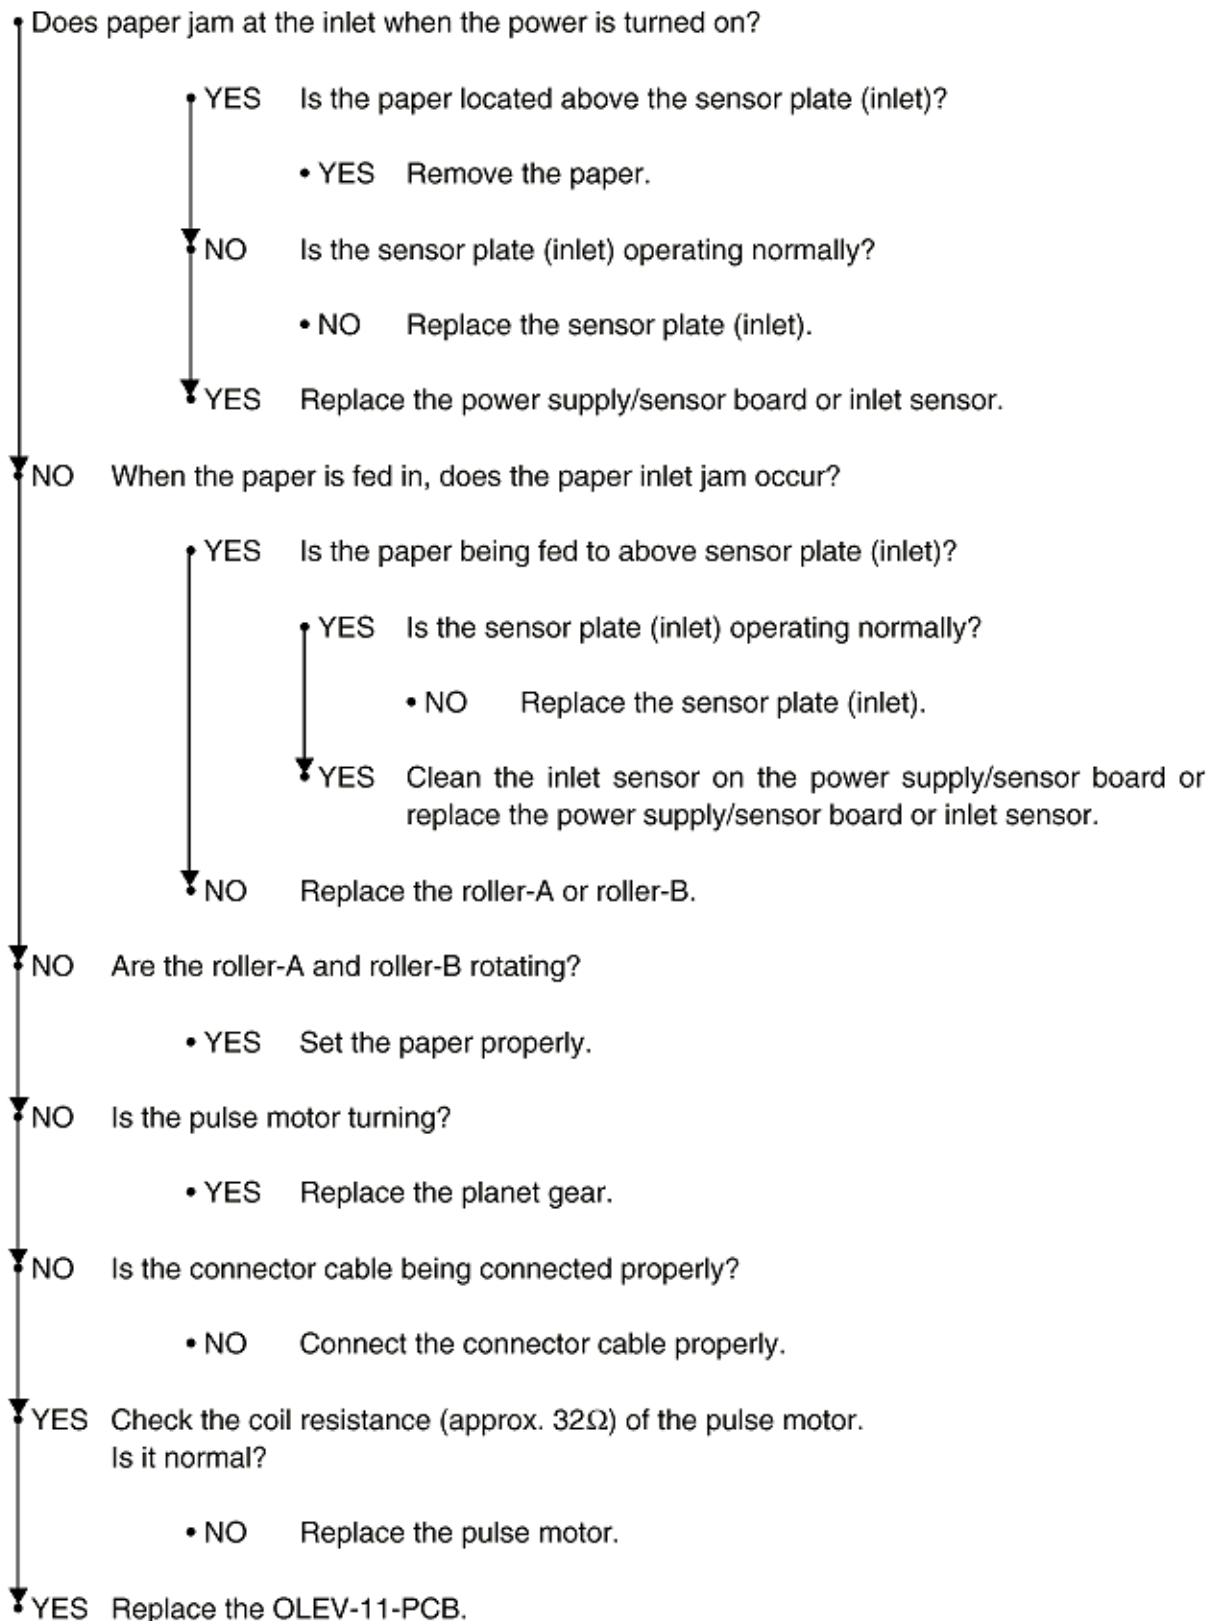 • Does paper jam at the inlet when the power is turned on?
• YES Is the paper located above the sensor plate (inlet)?
• YES Remove the paper.
• NO Is the sensor plate (inlet) operating normally?
• NO Replace the sensor plate (inlet).
• YES Replace the power supply/sensor board or inlet sensor.
• NO When the paper is fed in, does the paper inlet jam occur?
• YES Is the paper being fed to above sensor plate (inlet)?
• YES Is the sensor plate (inlet) operating normally?
• NO Replace the sensor plate (inlet).
• YES Clean the inlet sensor on the power supply/sensor board or
replace the power supply/sensor board or inlet sensor.
• NO Replace the roller-A or roller-B.
• NO Are the roller-A and roller-B rotating?
• YES Set the paper properly.
• NO Is the pulse motor turning?
• YES Replace the planet gear.
• NO Is the connector cable being connected properly?
• NO Connect the connector cable properly.
• YES Check the coil resistance (approx. 32Ω) of the pulse motor.
Is it normal?
• NO Replace the pulse motor.
• YES Replace the OLEV-11-PCB.